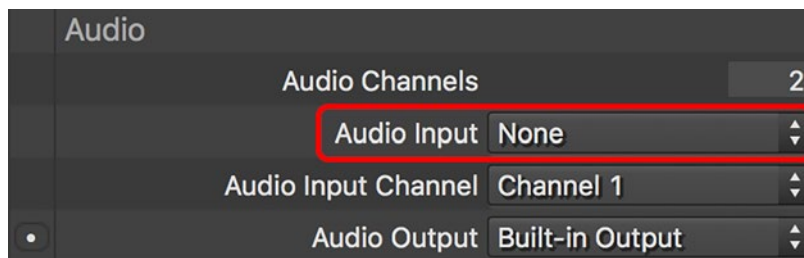 Audio
Audio Channels 2
Audio Input None
Audio Input Channel Channel 1
Audio Output Built-in Output